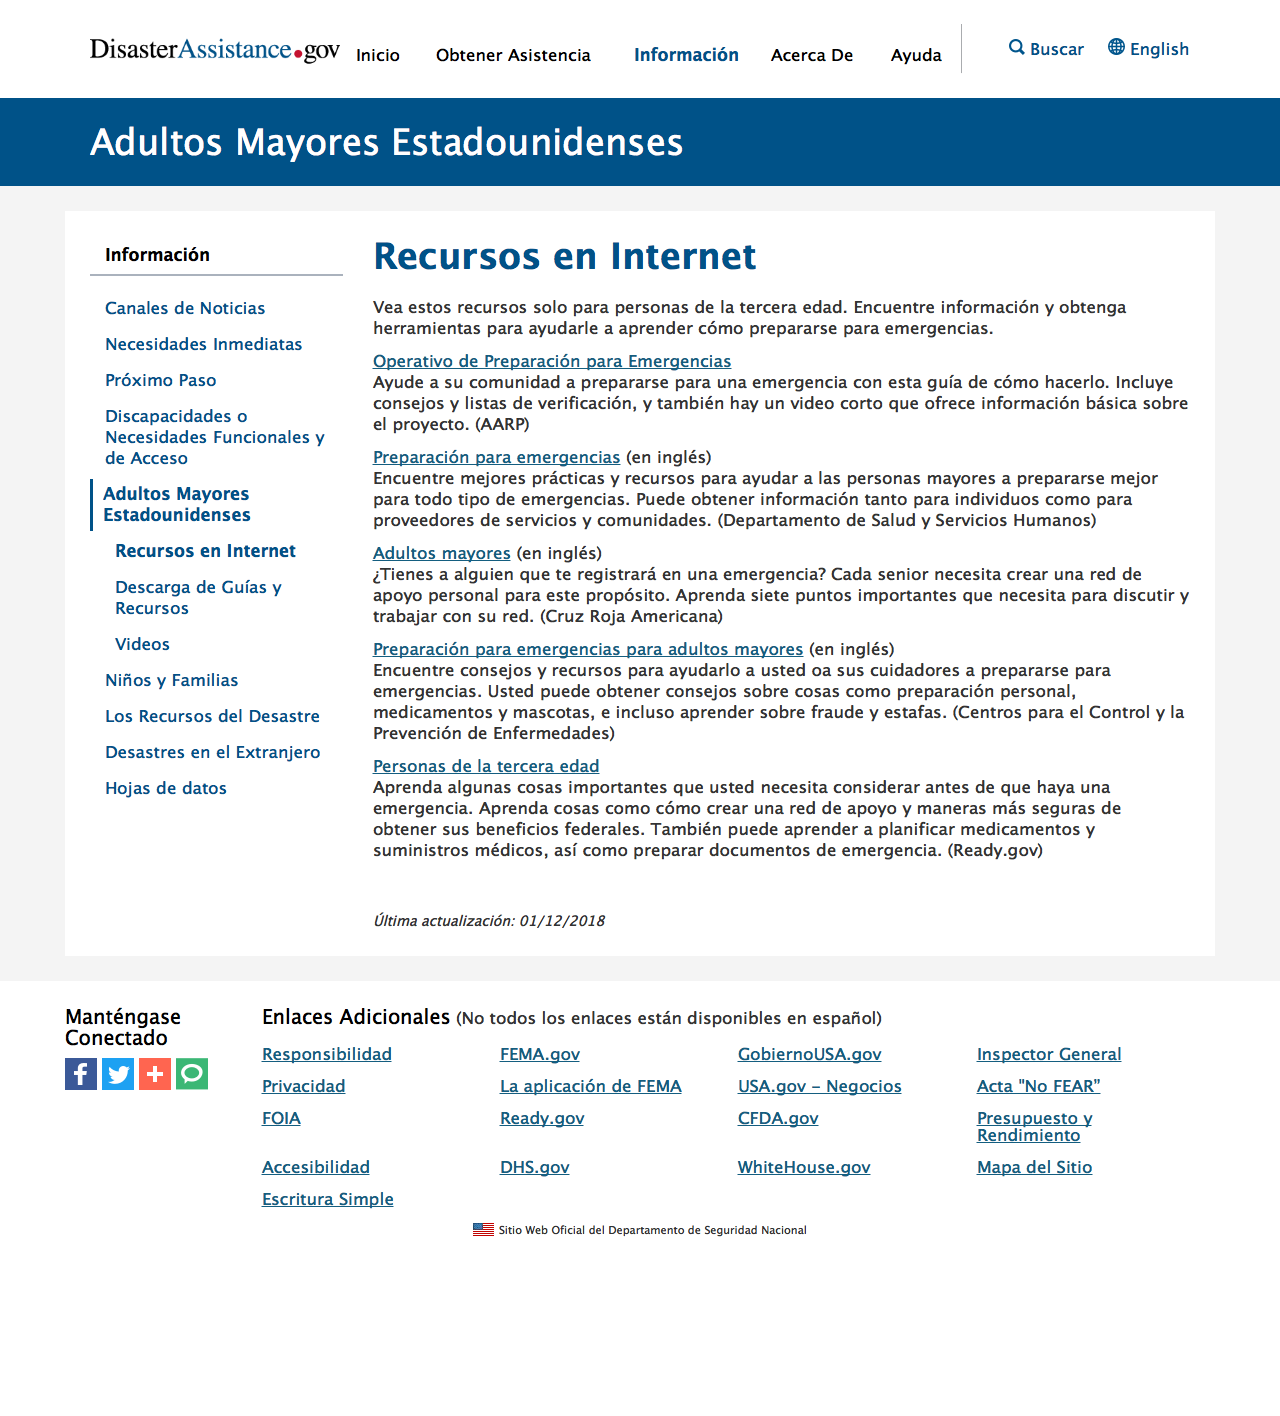 DisasterAssistance.gov
Inicio
Obtener Asistencia
Información
Acerca De
Ayuda
Buscar
English
Adultos Mayores Estadounidenses
Información
Canales de Noticias
Necesidades Inmediatas
Próximo Paso
Discapacidades o
Necesidades Funcionales y
de Acceso
Adultos Mayores
Estadounidenses
Recursos en Internet
Descarga de Guías y
Recursos
Videos
Niños y Familias
Los Recursos del Desastre
Desastres en el Extranjero
Hojas de datos
Recursos en Internet
Vea estos recursos solo para personas de la tercera edad. Encuentre información y obtenga
herramientas para ayudarle a aprender cómo prepararse para emergencias.
Operativo de Preparación para Emergencias
Ayude a su comunidad a prepararse para una emergencia con esta guía de cómo hacerlo. Incluye
consejos y listas de verificación, y también hay un video corto que ofrece información básica sobre
el proyecto. (AARP)
Preparación para emergencias (en inglés)
Encuentre mejores prácticas y recursos para ayudar a las personas mayores a prepararse mejor
para todo tipo de emergencias. Puede obtener información tanto para individuos como para
proveedores de servicios y comunidades. (Departamento de Salud y Servicios Humanos)
Adultos mayores (en inglés)
¿Tienes a alguien que te registrará en una emergencia? Cada senior necesita crear una red de
apoyo personal para este propósito. Aprenda siete puntos importantes que necesita para discutir y
trabajar con su red. (Cruz Roja Americana)
Preparación para emergencias para adultos mayores (en inglés)
Encuentre consejos y recursos para ayudarlo a usted oa sus cuidadores a prepararse para
emergencias. Usted puede obtener consejos sobre cosas como preparación personal,
medicamentos y mascotas, e incluso aprender sobre fraude y estafas. (Centros para el Control y la
Prevención de Enfermedades)
Personas de la tercera edad
Aprenda algunas cosas importantes que usted necesita considerar antes de que haya una
emergencia. Aprenda cosas como cómo crear una red de apoyo y maneras más seguras de
obtener sus beneficios federales. También puede aprender a planificar medicamentos y
suministros médicos, así como preparar documentos de emergencia. (Ready.gov)
Última actualización: 01/12/2018
Manténgase
Conectado
Enlaces Adicionales (No todos los enlaces están disponibles en español)
Responsibilidad
FEMA.gov
GobiernoUSA.gov
Inspector General
Privacidad
La aplicación de FEMA
USA.gov – Negocios
Acta "No FEAR”
FOIA
Ready.gov
CFDA.gov
Presupuesto y
Rendimiento
Accesibilidad
DHS.gov
WhiteHouse.gov
Mapa del Sitio
Escritura Simple
Sitio Web Oficial del Departamento de Seguridad Nacional